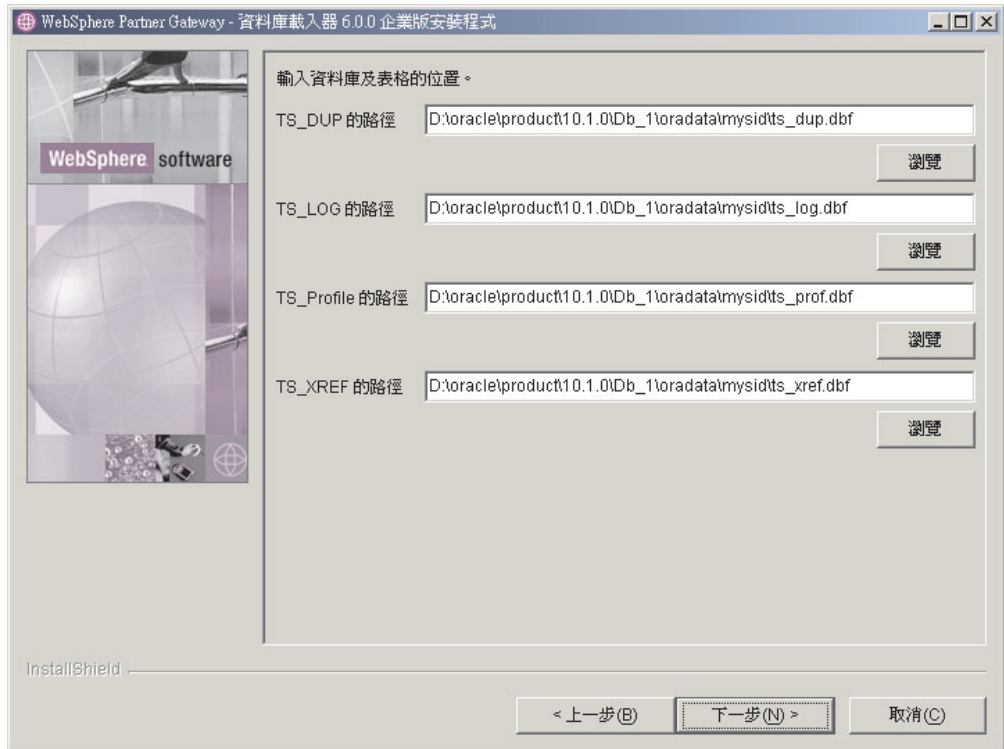 WebSphere Partner Gateway - 資料庫載入器 6.0.0 企業版安裝程式
WebSphere software
輸入資料庫及表格的位置。
TS_DUP 的路徑 D:\oracle\product\10.1.0\Db_1\oradata\mysid\ts_dup.dbf
瀏覽
TS_LOG 的路徑 D:\oracle\product\10.1.0\Db_1\oradata\mysid\ts_log.dbf
瀏覽
TS_Profile 的路徑 D:\oracle\product\10.1.0\Db_1\oradata\mysid\ts_prof.dbf
瀏覽
TS_XREF 的路徑 D:\oracle\product\10.1.0\Db_1\oradata\mysid\ts_xref.dbf
瀏覽
InstallShield
< 上一步(B) 下一步(N) > 取消(C)